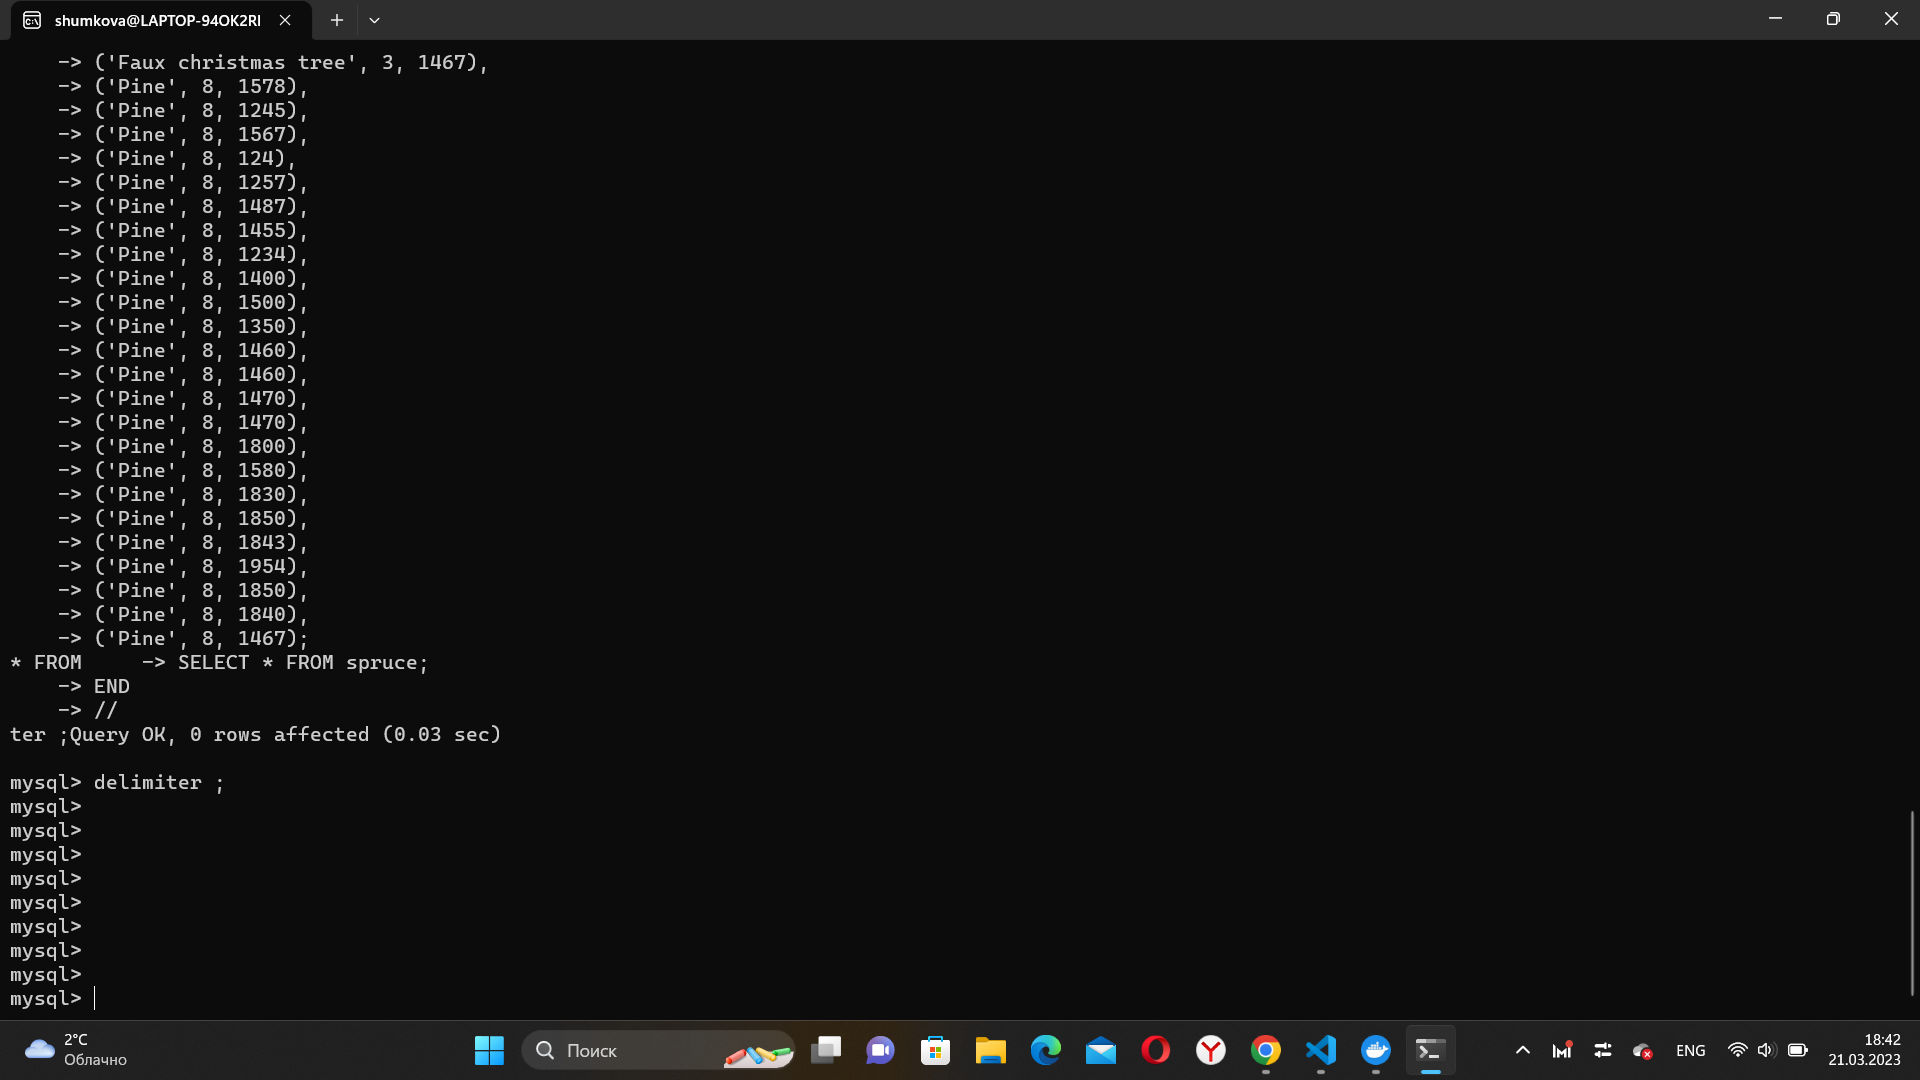 shumkova@LAPTOP-94OK2RI
-> ('Faux christmas tree', 3, 1467),
-> ('Pine', 8, 1578),
-> ('Pine', 8, 1245),
-> ('Pine', 8, 1567),
-> ('Pine', 8, 124),
-> ('Pine', 8, 1257),
-> ('Pine', 8, 1487),
-> ('Pine', 8, 1455),
-> ('Pine', 8, 1234),
-> ('Pine', 8, 1400),
-> ('Pine', 8, 1500),
-> ('Pine', 8, 1350),
-> ('Pine', 8, 1460),
-> ('Pine', 8, 1460),
-> ('Pine', 8, 1470),
-> ('Pine', 8, 1470),
-> ('Pine', 8, 1800),
-> ('Pine', 8, 1580),
-> ('Pine', 8, 1830),
-> ('Pine', 8, 1850),
-> ('Pine', 8, 1843),
-> ('Pine', 8, 1954),
-> ('Pine', 8, 1850),
-> ('Pine', 8, 1840),
-> ('Pine', 8, 1467);
* FROM     -> SELECT * FROM spruce;
-> END
-> //
ter ;Query OK, 0 rows affected (0.03 sec)
mysql> delimiter ;
mysql>
mysql>
mysql>
mysql>
mysql>
mysql>
mysql>
mysql>
mysql>
2°C
Облачно
Поиск
ENG
18:42
21.03.2023